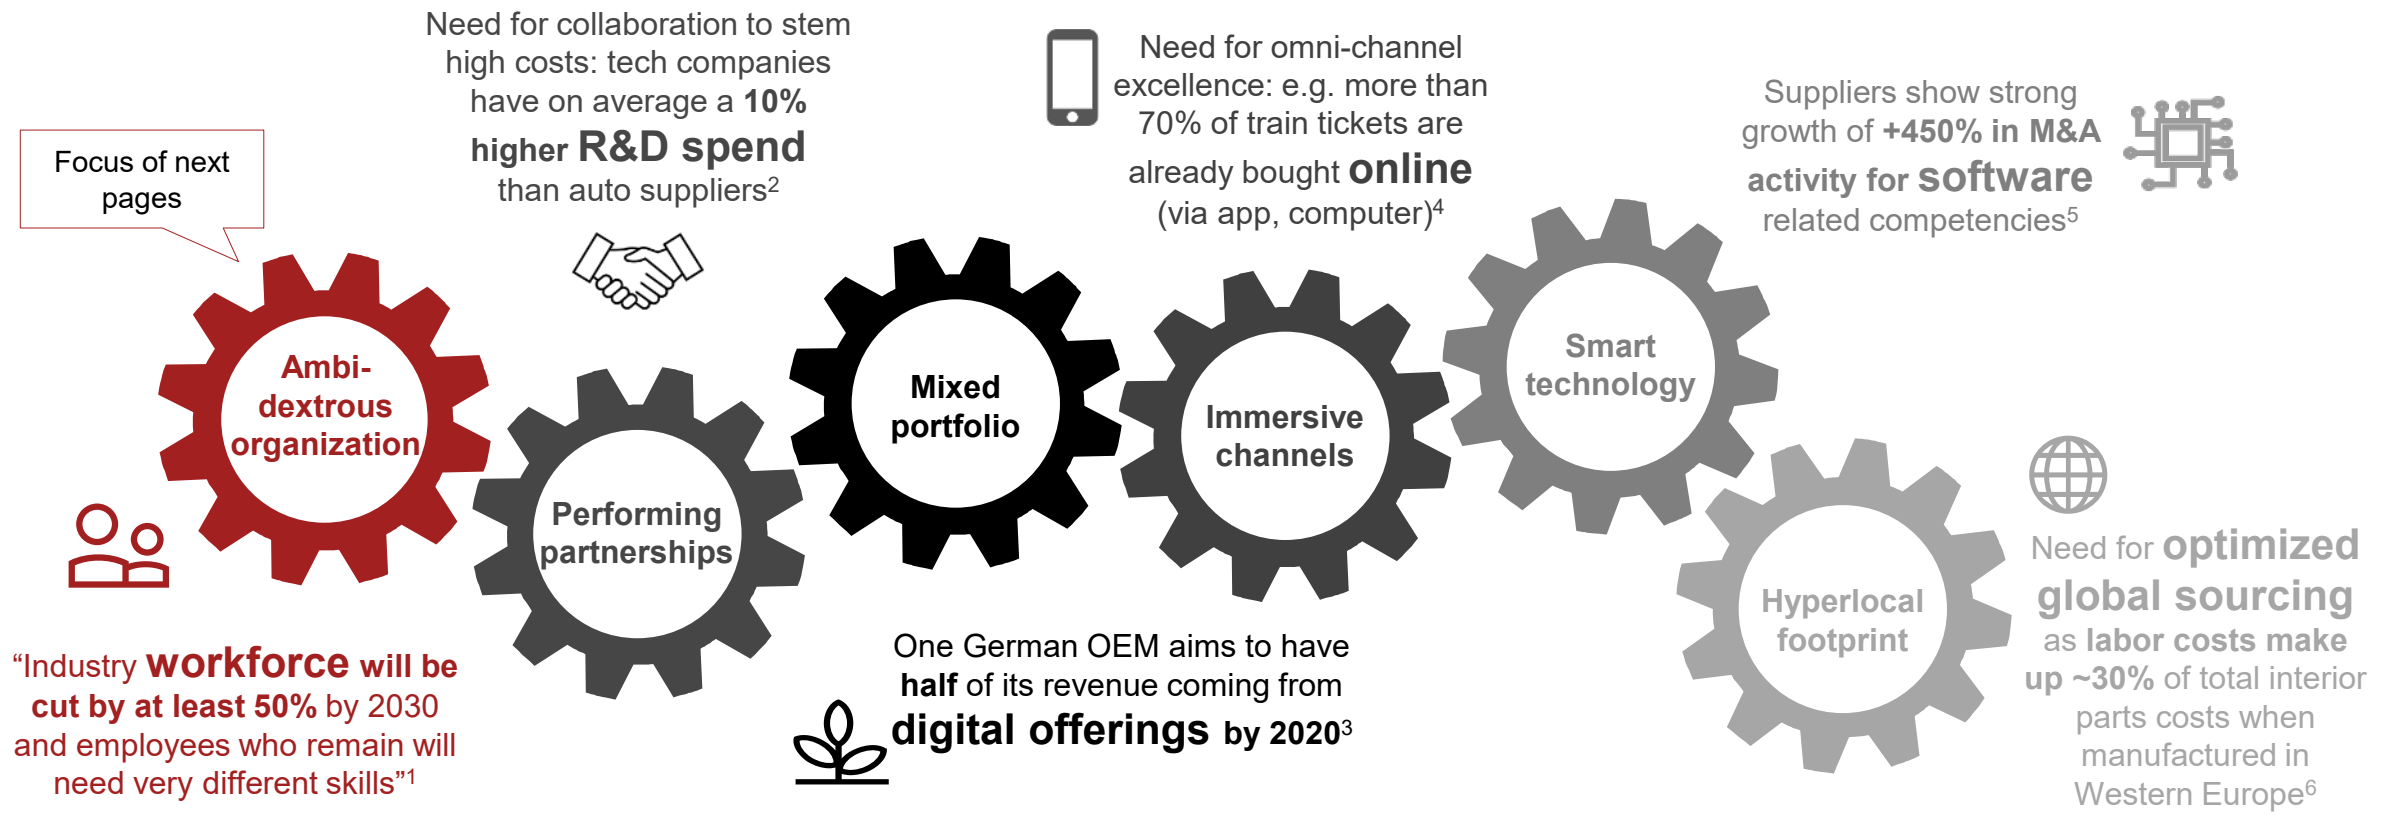 Focus of next
pages
Ambi-
dextrous
organization
“Industry workforce will be
cut by at least 50% by 2030
and employees who remain will
need very different skills”1
Need for collaboration to stem
high costs: tech companies
have on average a 10%
higher R&D spend
than auto suppliers2
Performing
partnerships
Mixed
portfolio
One German OEM aims to have
half of its revenue coming from
digital offerings by 20203
Need for omni-channel
excellence: e.g. more than
70% of train tickets are
already bought online
(via app, computer)4
Immersive
channels
Suppliers show strong
growth of +450% in M&A
activity for software
related competencies5
Smart
technology
Hyperlocal
footprint
Need for optimized
global sourcing
as labor costs make
up ~30% of total interior
parts costs when
manufactured in
Western Europe6